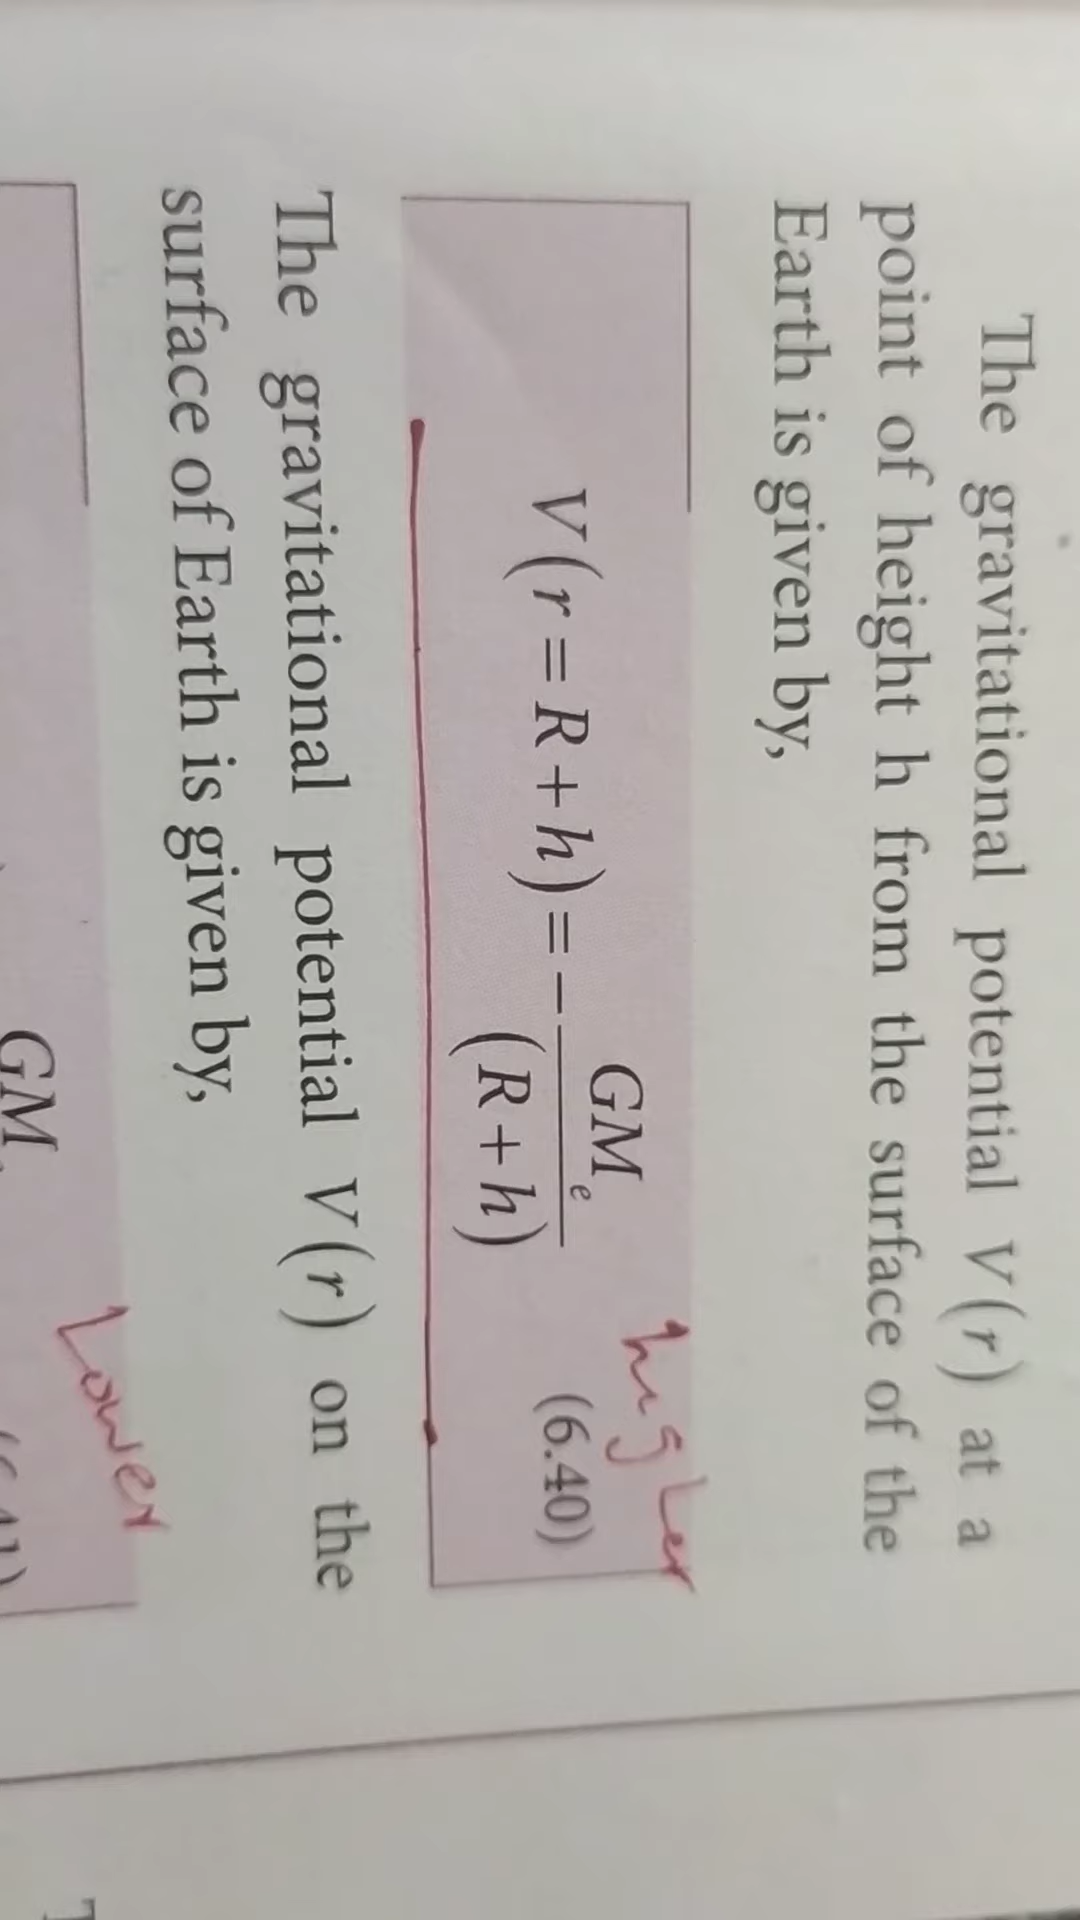 The gravitational potential V(r) at a
point of height h from the surface of the
Earth is given by,
higher
V(r = R + h) = - GMe / (R + h) (6.40)
The gravitational potential V(r) on the
surface of Earth is given by,
Lower
GM